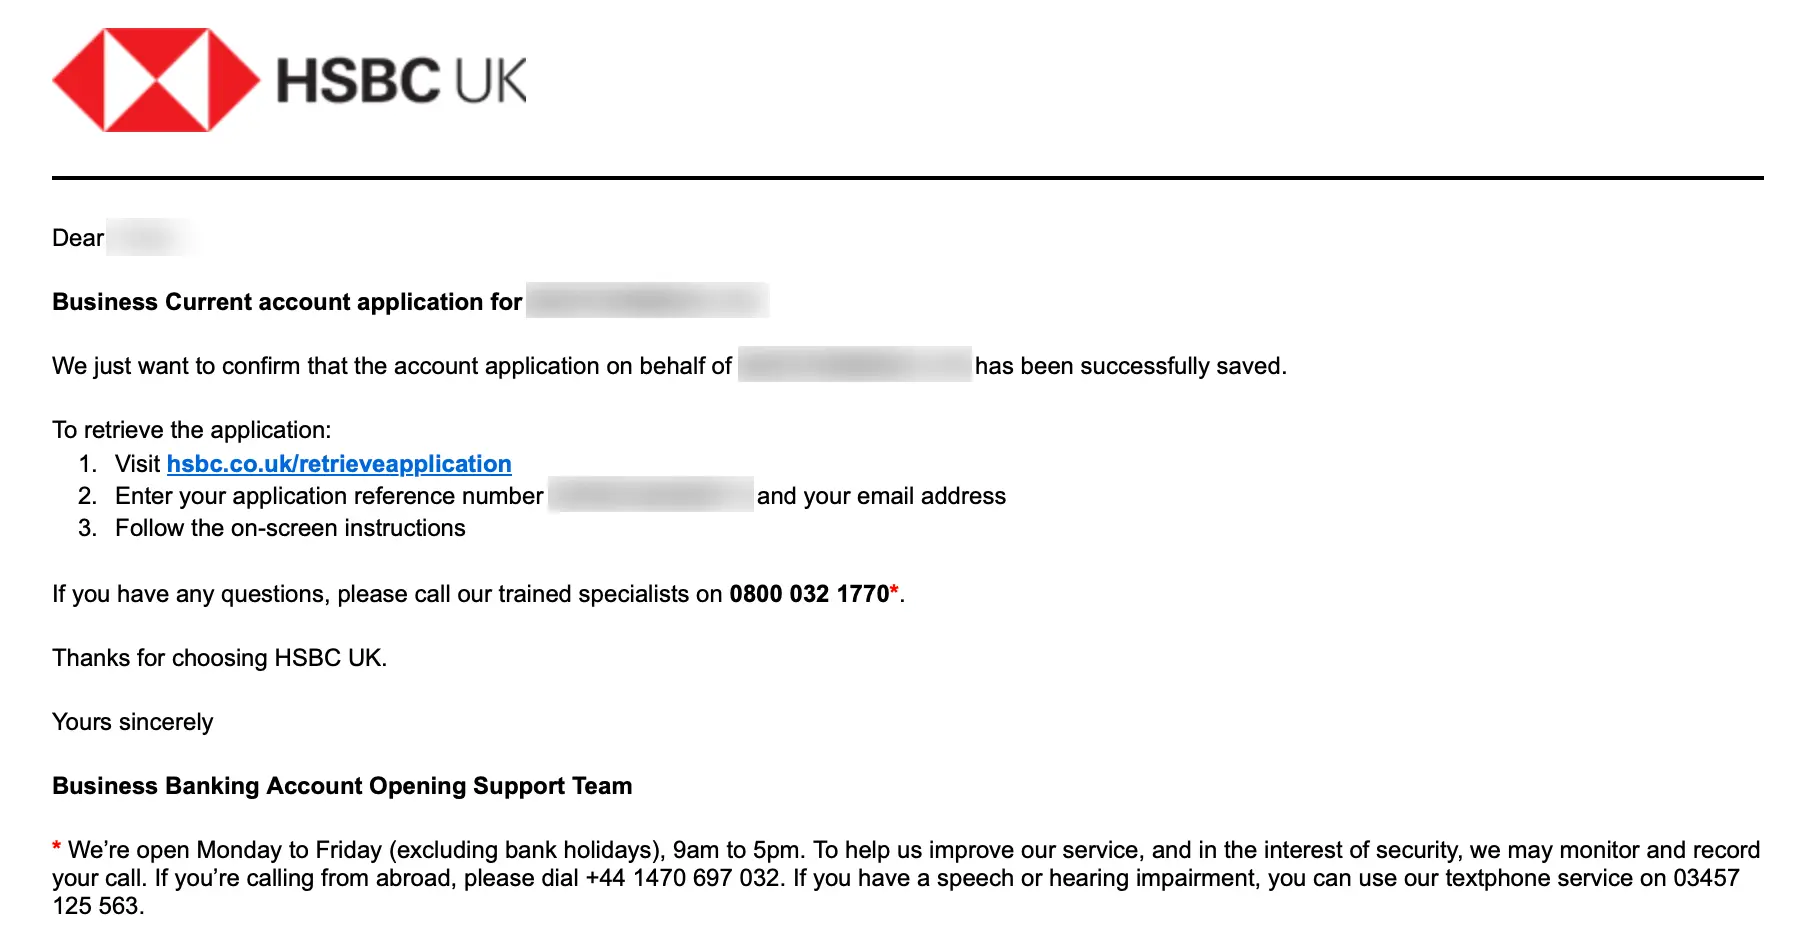 HSBC UK
Dear
Business Current account application for
We just want to confirm that the account application on behalf of has been successfully saved.
To retrieve the application:
1. Visit hsbc.co.uk/retrieveapplication
2. Enter your application reference number and your email address
3. Follow the on-screen instructions
If you have any questions, please call our trained specialists on 0800 032 1770*.
Thanks for choosing HSBC UK.
Yours sincerely
Business Banking Account Opening Support Team
* We’re open Monday to Friday (excluding bank holidays), 9am to 5pm. To help us improve our service, and in the interest of security, we may monitor and record
your call. If you’re calling from abroad, please dial +44 1470 697 032. If you have a speech or hearing impairment, you can use our textphone service on 03457
125 563.